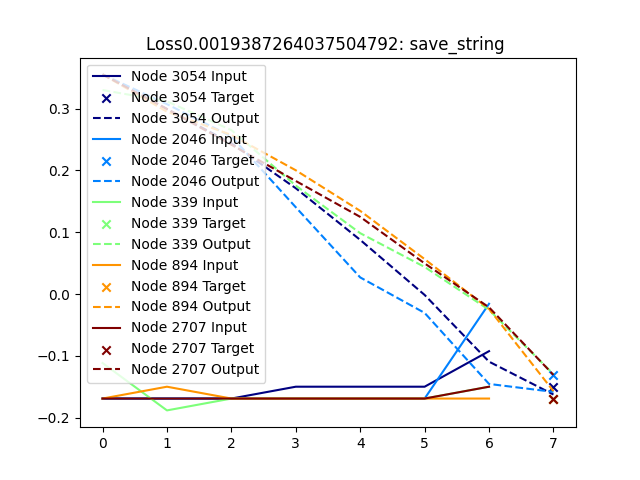 Loss0.0019387264037504792: save_string
Node 3054 Input
Node 3054 Target
Node 3054 Output
Node 2046 Input
Node 2046 Target
Node 2046 Output
Node 339 Input
Node 339 Target
Node 339 Output
Node 894 Input
Node 894 Target
Node 894 Output
Node 2707 Input
Node 2707 Target
Node 2707 Output
0.3
0.2
0.1
0.0
−0.1
−0.2
0 1 2 3 4 5 6 7